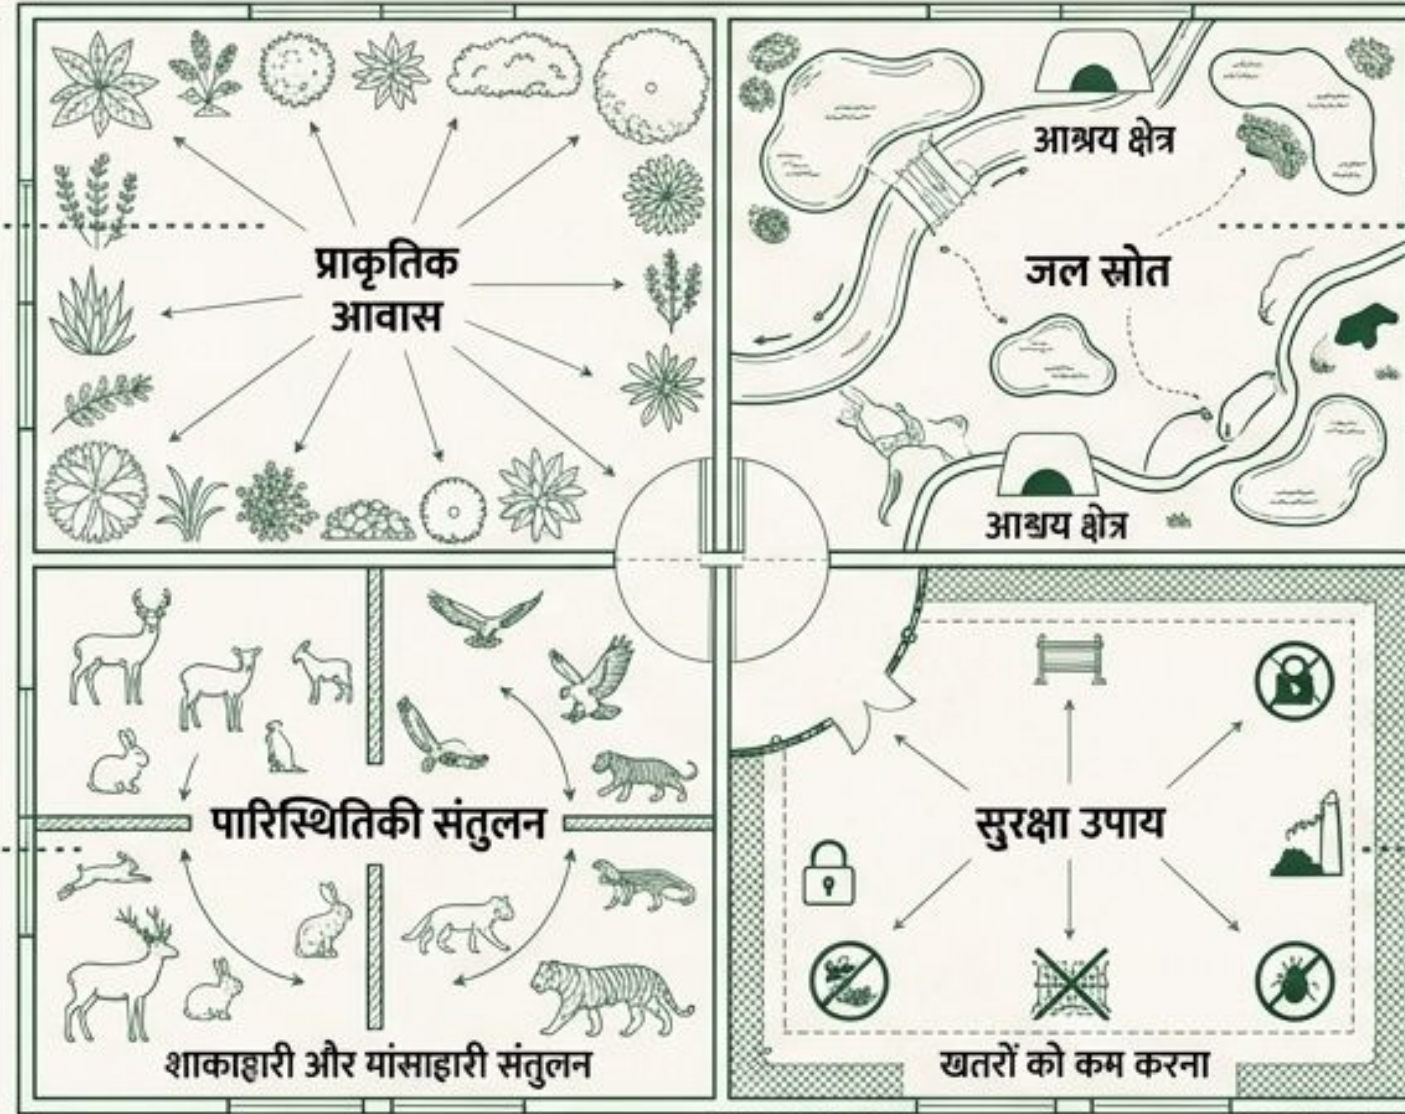 प्राकृतिक
आवास
आश्रय क्षेत्र
जल स्रोत
आश्रय क्षेत्र
पारिस्थितिकी संतुलन
शाकाहारी और यांसाहारी संतुलन
सुरक्षा उपाय
खतरों को कम करना